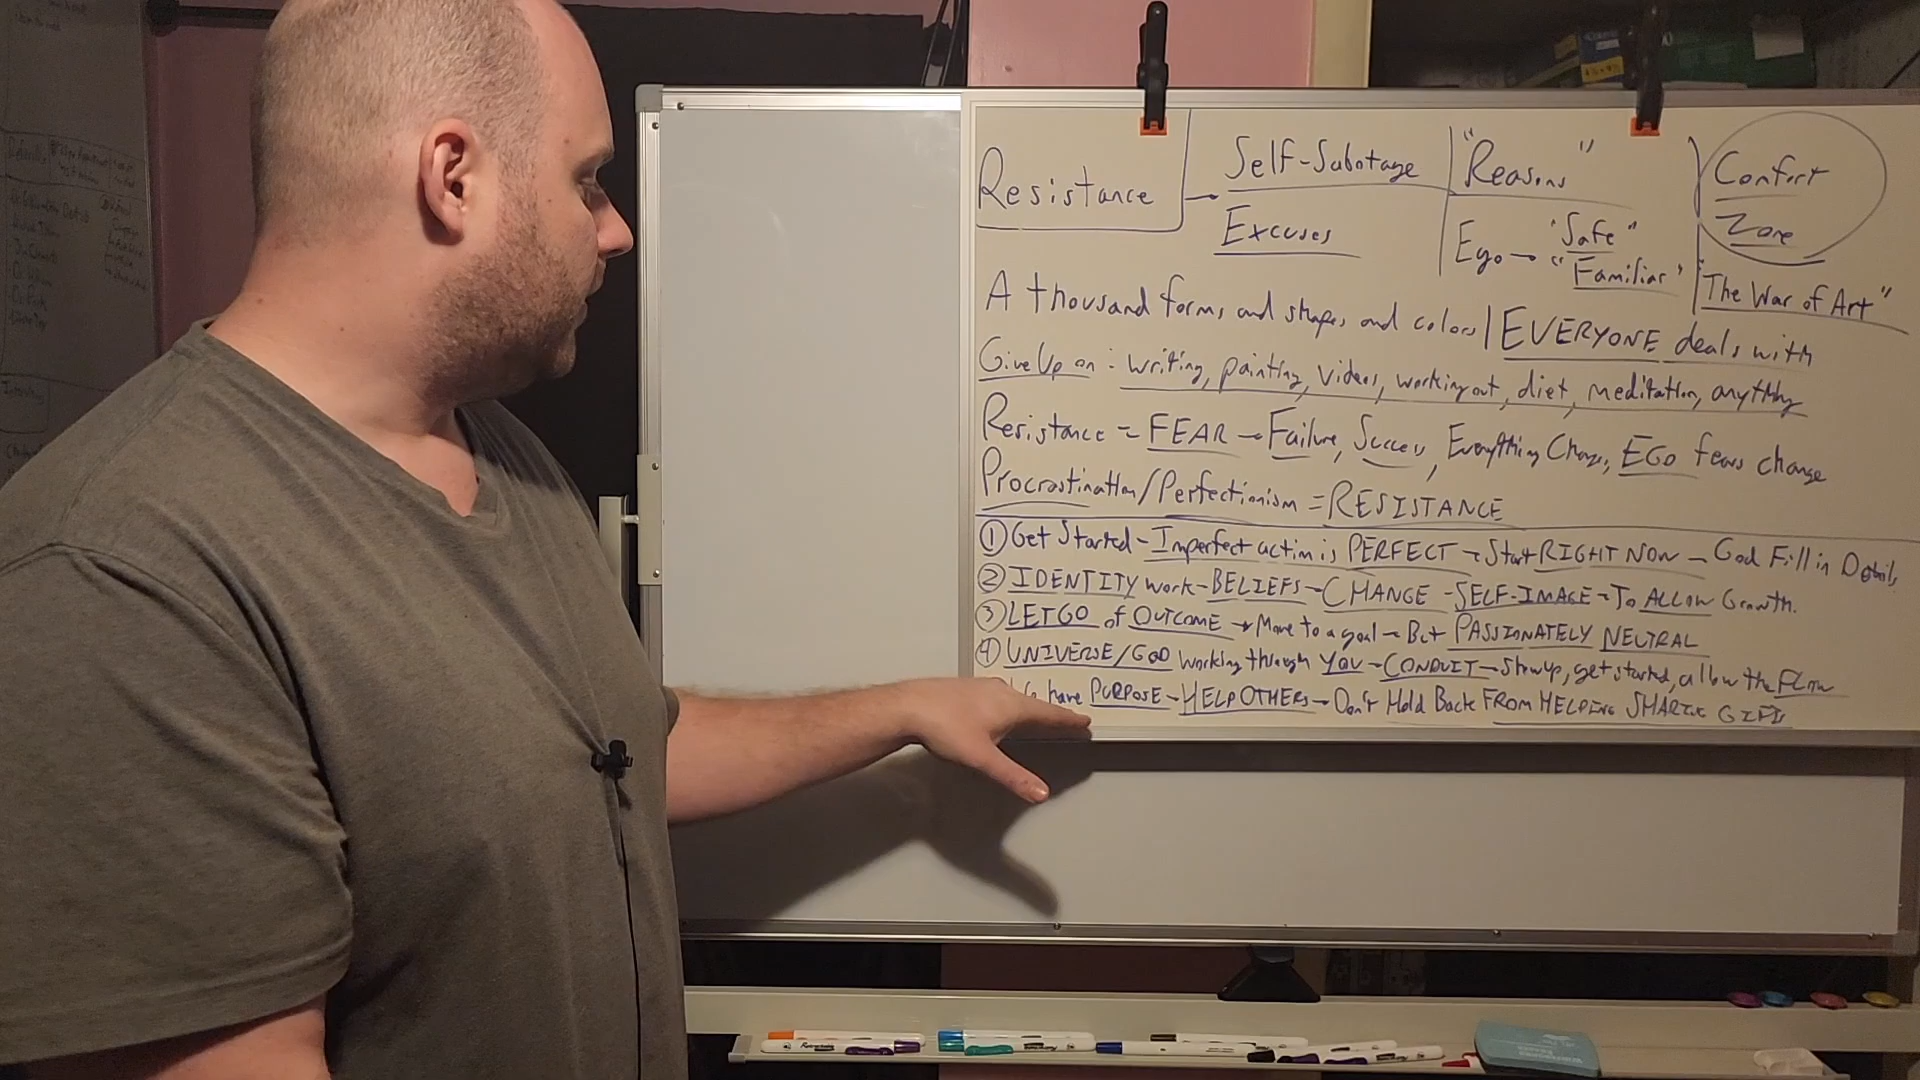 Resistance → Self-Sabotage
Excuses
"Reasons"
Ego → "Safe"
"Familiar"
Comfort
Zone
"The War of Art"
A thousand forms and shapes and colors | EVERYONE deals with
Give Up on: writing, painting, videos, working out, diet, meditation, anything
Resistance = FEAR → Failure, Success, Everything Change, EGO fears change
Procrastination/Perfectionism = RESISTANCE
① Get Started - Imperfect action is PERFECT → Start RIGHT NOW - God Fill in Details
② IDENTITY work - BELIEFS - CHANGE - SELF-IMAGE - To ALLOW Growth.
③ LET GO of OUTCOME → Move to a goal - But PASSIONATELY NEUTRAL
④ UNIVERSE/GOD working through YOU - CONDUIT - Show up, get started, allow the FLOW
have PURPOSE - HELP OTHERS - Don't Hold Back FROM HELPING SHARING GIFTS